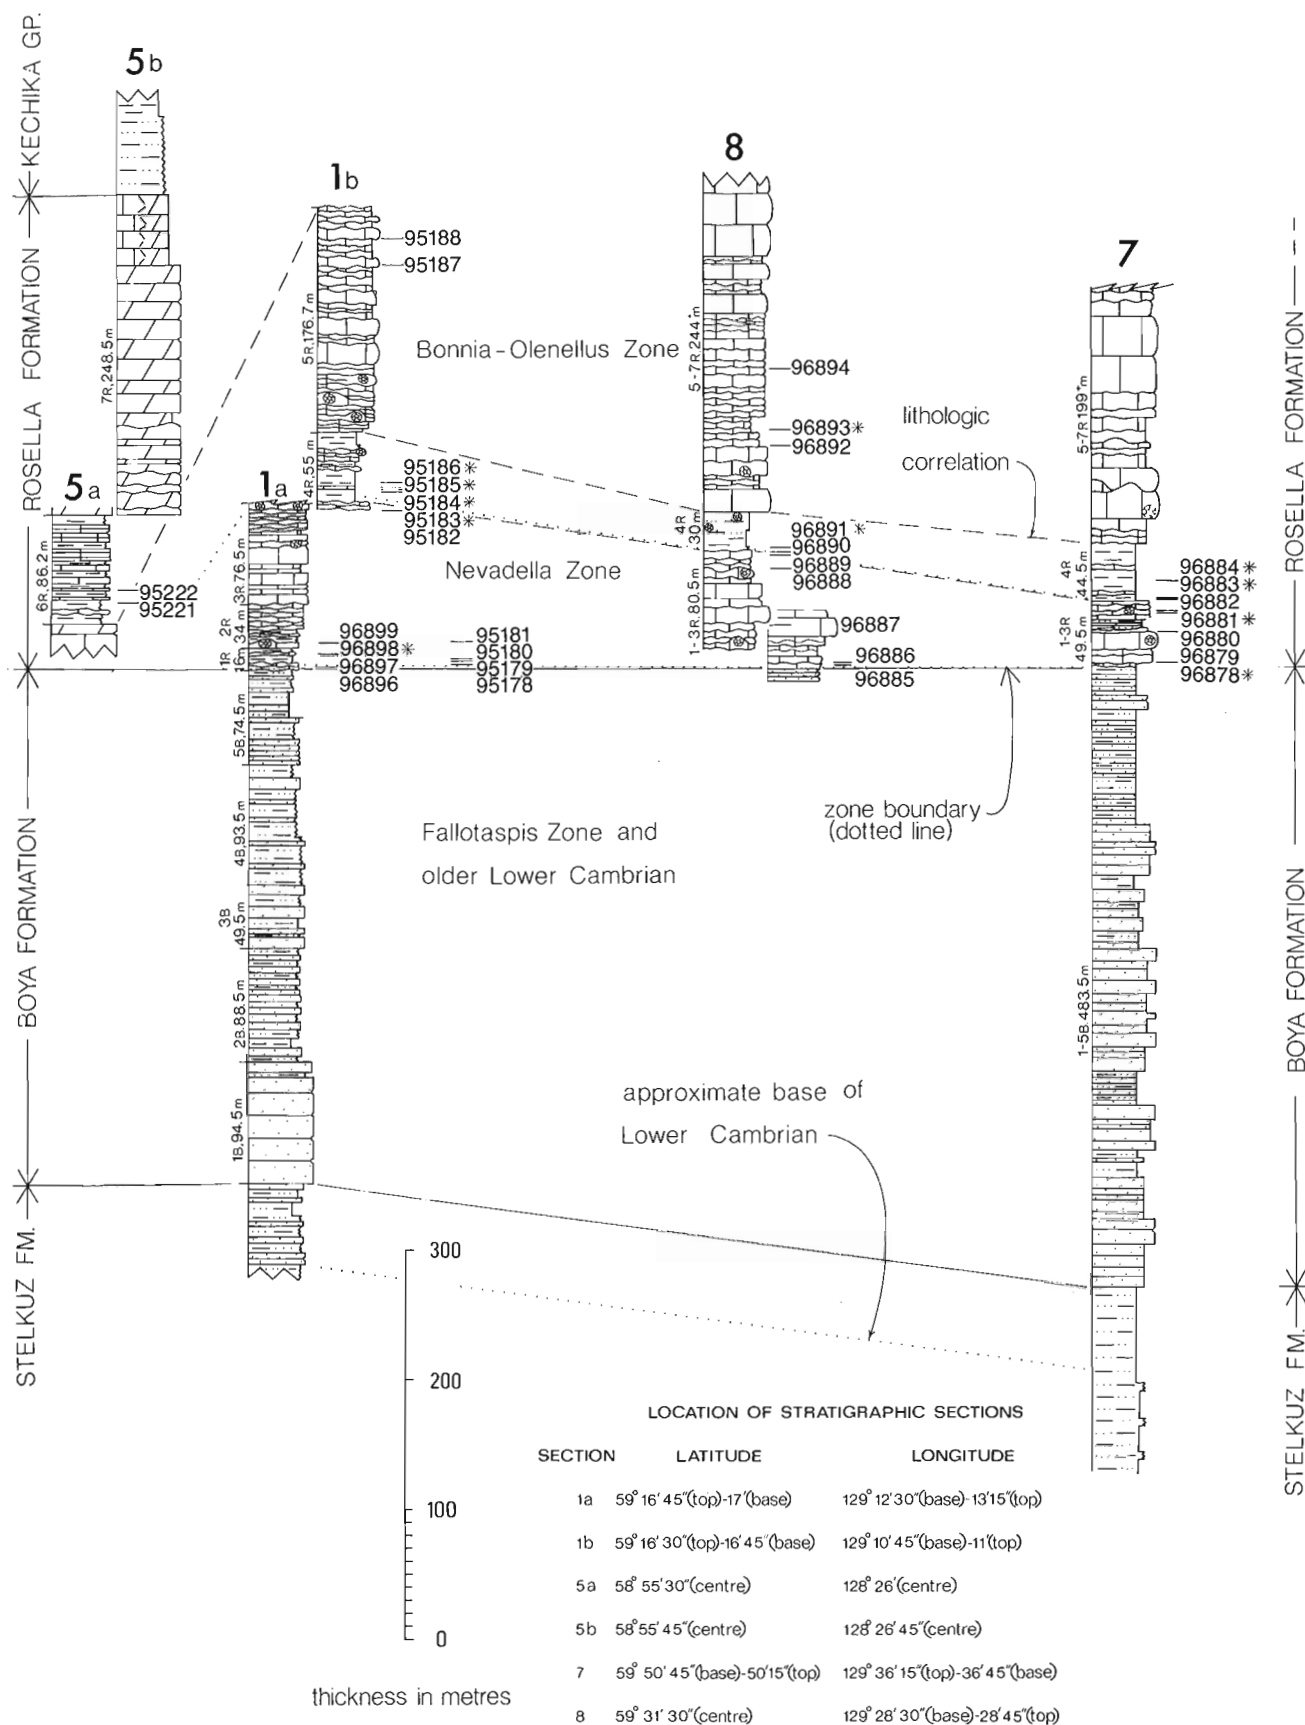 KECHIKA GP.
ROSELLA FORMATION
BOYA FORMATION
STELKUZ FM.
5b
7R,248.5m
5a
6R,86.2m
95222
95221
1b
95188
95187
5R,176.7m
4R,55m
95186*
95185*
95184*
95183*
95182
1a
3R76.5m
2R
34m
1R
16m
96899
96898*
96897
96896
95181
95180
95179
95178
5B,74.5m
4B,93.5m
3B
49.5m
2B.88.5m
1B,94.5m
Bonnia-Olenellus Zone
Nevadella Zone
Fallotaspis Zone and
older Lower Cambrian
8
5-7R,244+m
96894
96893*
96892
4R
30m
96891*
96890
96889
96888
1-3R.80.5m
96887
96886
96885
lithologic
correlation
zone boundary
(dotted line)
approximate base of
Lower Cambrian
7
5-7R199+m
4R
44.5m
1-3R
49.5m
96884*
96883*
96882
96881*
96880
96879
96878*
1-5B.483.5m
ROSELLA FORMATION
BOYA FORMATION
STELKUZ FM.
300
200
100
0
thickness in metres
LOCATION OF STRATIGRAPHIC SECTIONS
SECTION LATITUDE LONGITUDE
1a 59° 16' 45"(top)-17'(base) 129° 12'30"(base)-13'15"(top)
1b 59° 16' 30"(top)-16' 45"(base) 129° 10'45"(base)-11'(top)
5a 58° 55'30"(centre) 128° 26'(centre)
5b 58° 55' 45"(centre) 128° 26'45"(centre)
7 59° 50' 45"(base)-50'15"(top) 129° 36'15"(top)-36'45"(base)
8 59° 31' 30"(centre) 129° 28'30"(base)-28'45"(top)